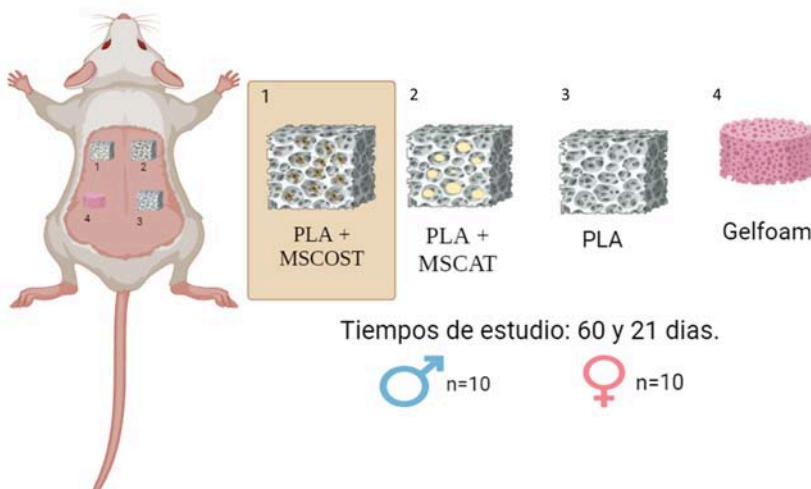 1
2
3
4
PLA +
MSCOST
PLA +
MSCAT
PLA
Gelfoam
1
2
4
3
Tiempos de estudio: 60 y 21 dias.
n=10
n=10